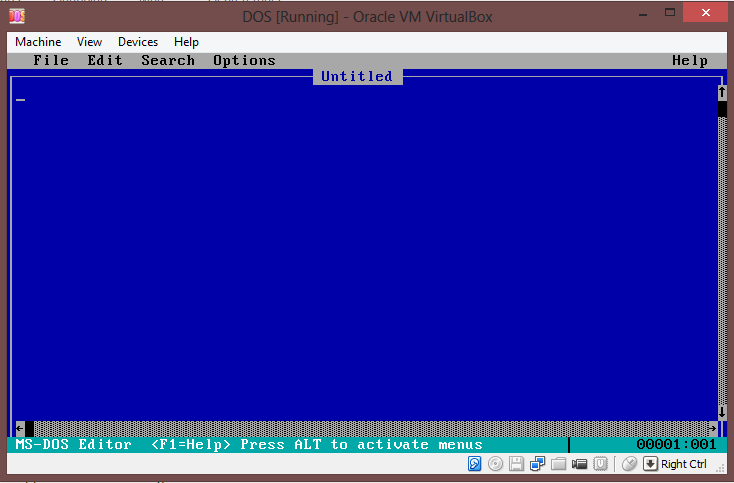 DOS [Running] - Oracle VM VirtualBox
Machine View Devices Help
File Edit Search Options Help
Untitled
MS-DOS Editor <F1=Help> Press ALT to activate menus 00001:001
Right Ctrl